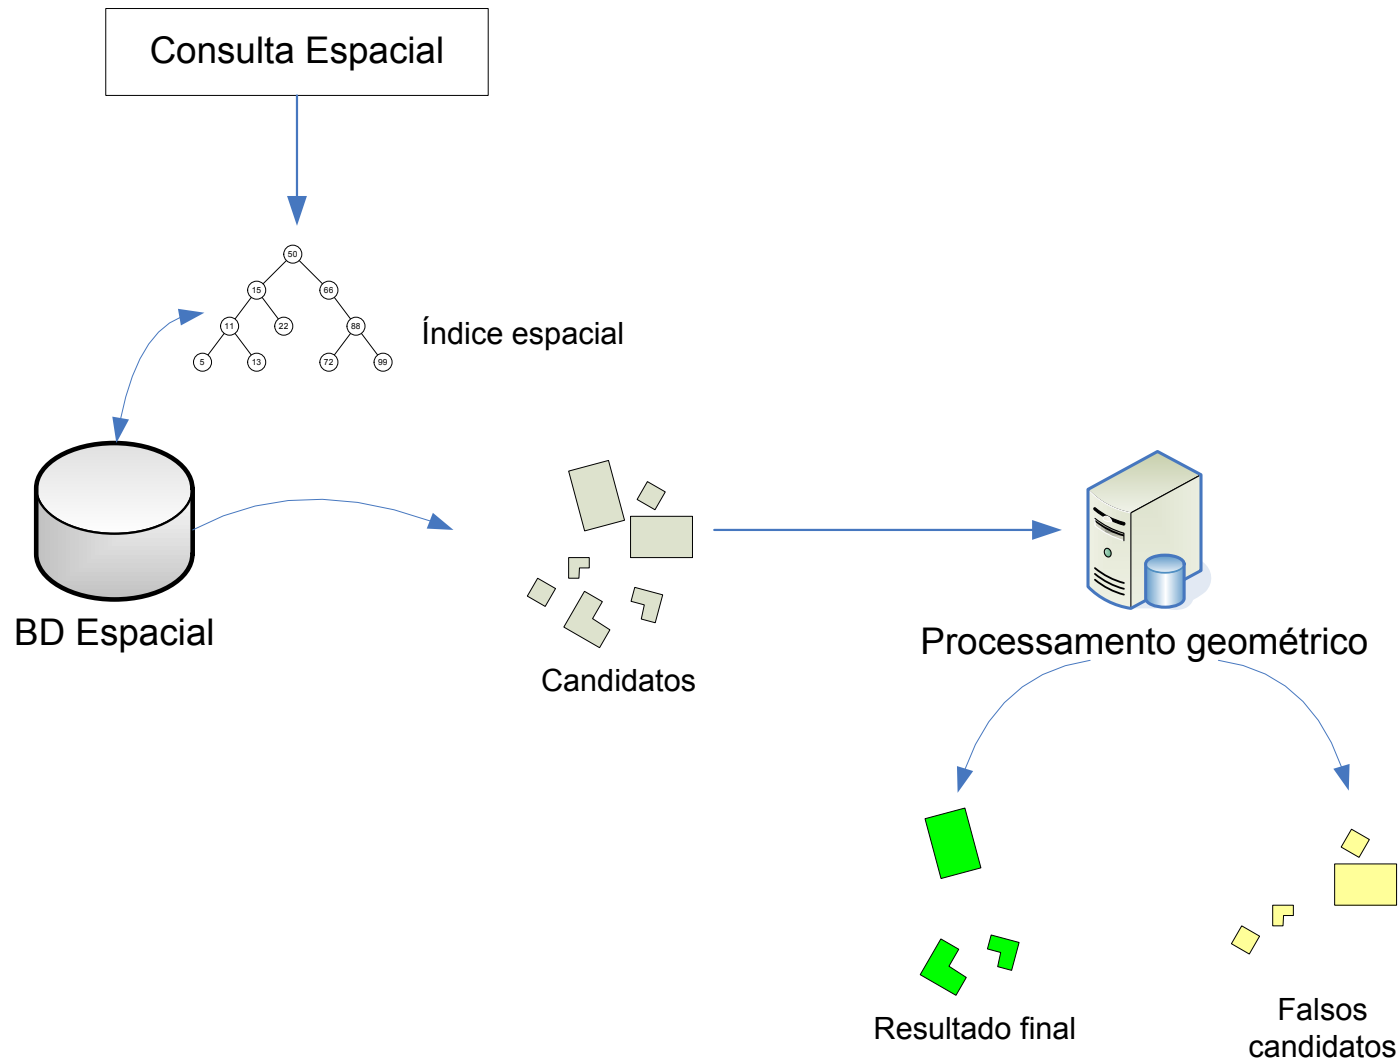 Consulta Espacial
50
15
66
11
22
88
5
13
72
99
Índice espacial
BD Espacial
Candidatos
Processamento geométrico
Resultado final
Falsos
candidatos